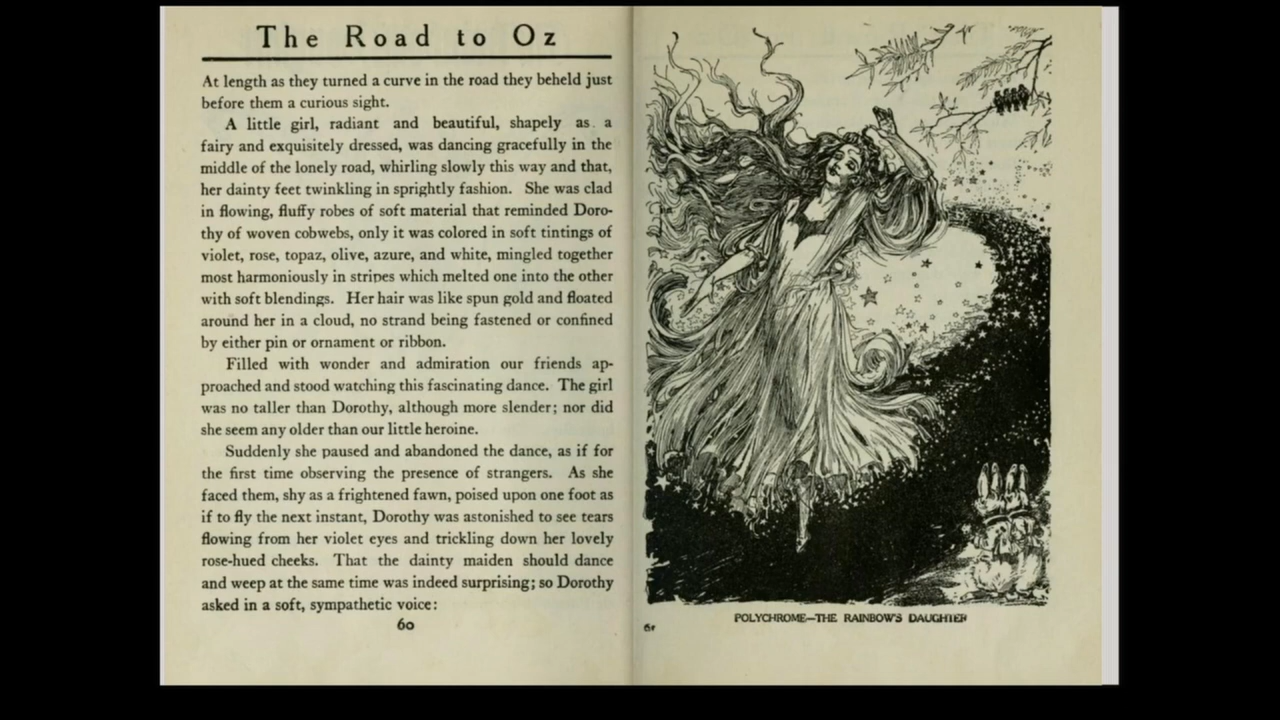 The Road to Oz
At length as they turned a curve in the road they beheld just
before them a curious sight.
A little girl, radiant and beautiful, shapely as a
fairy and exquisitely dressed, was dancing gracefully in the
middle of the lonely road, whirling slowly this way and that,
her dainty feet twinkling in sprightly fashion. She was clad
in flowing, fluffy robes of soft material that reminded Doro-
thy of woven cobwebs, only it was colored in soft tintings of
violet, rose, topaz, olive, azure, and white, mingled together
most harmoniously in stripes which melted one into the other
with soft blendings. Her hair was like spun gold and floated
around her in a cloud, no strand being fastened or confined
by either pin or ornament or ribbon.
Filled with wonder and admiration our friends ap-
proached and stood watching this fascinating dance. The girl
was no taller than Dorothy, although more slender; nor did
she seem any older than our little heroine.
Suddenly she paused and abandoned the dance, as if for
the first time observing the presence of strangers. As she
faced them, shy as a frightened fawn, poised upon one foot as
if to fly the next instant, Dorothy was astonished to see tears
flowing from her violet eyes and trickling down her lovely
rose-hued cheeks. That the dainty maiden should dance
and weep at the same time was indeed surprising; so Dorothy
asked in a soft, sympathetic voice:
60
POLYCHROME—THE RAINBOW'S DAUGHTER
61